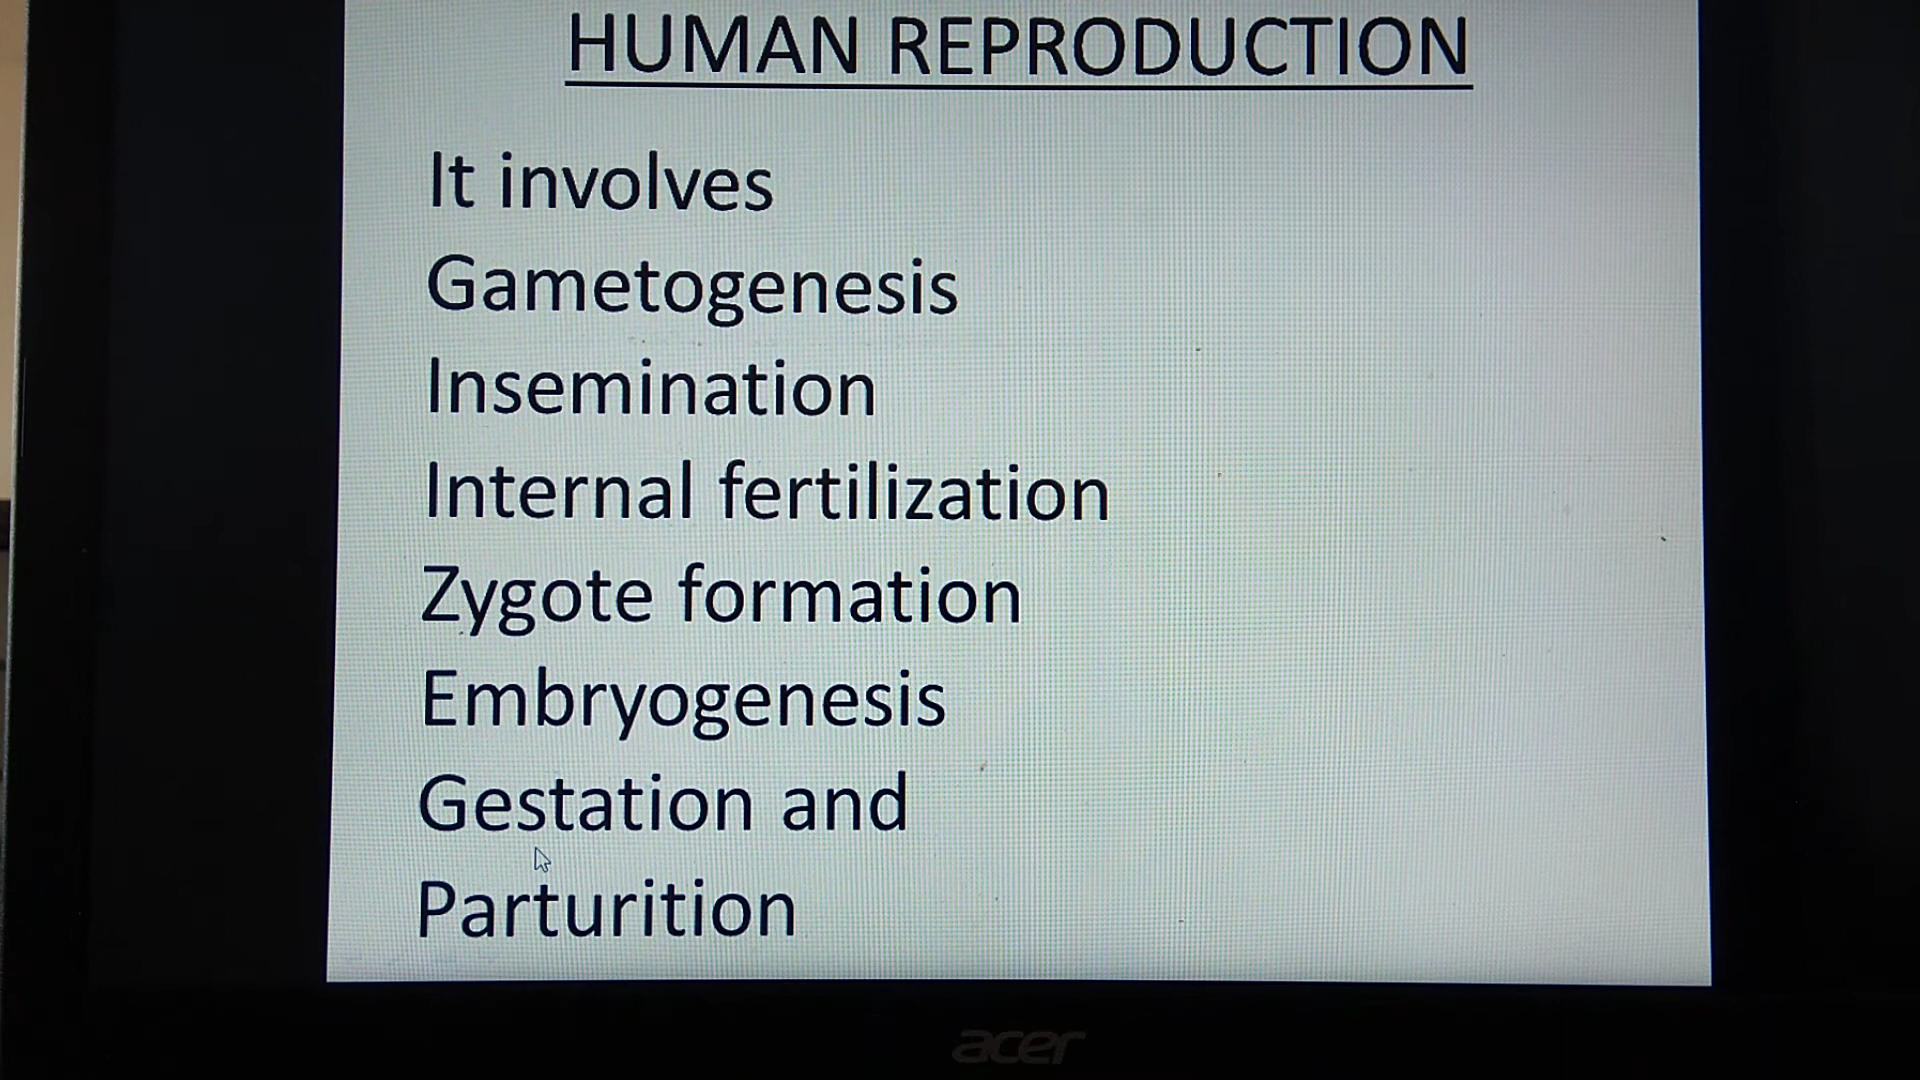 HUMAN REPRODUCTION
It involves
Gametogenesis
Insemination
Internal fertilization
Zygote formation
Embryogenesis
Gestation and
Parturition
acer